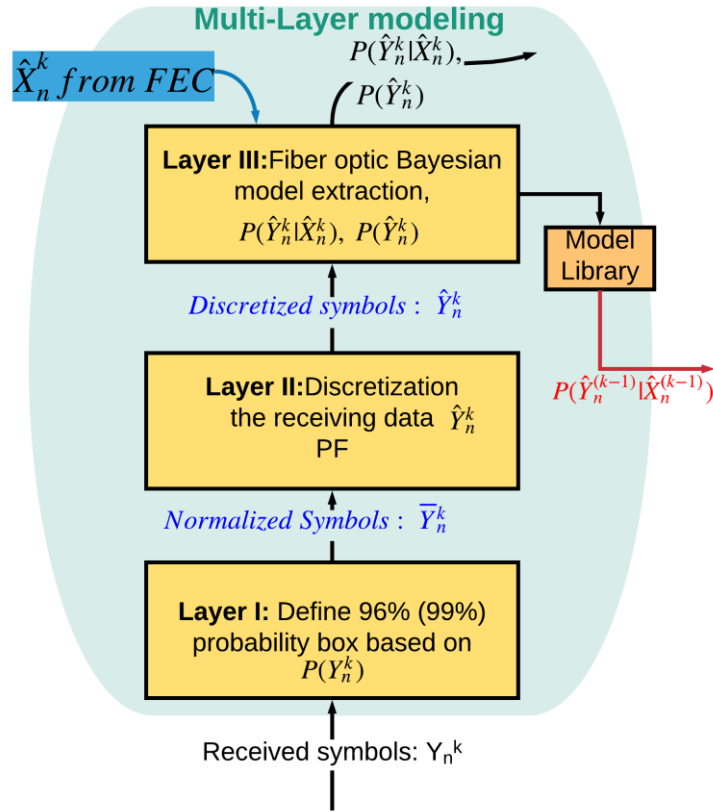 Multi-Layer modeling
X̂ₙᵏ from FEC
P(Ŷₙᵏ|X̂ₙᵏ),
P(Ŷₙᵏ)
Layer III:Fiber optic Bayesian
model extraction,
P(Ŷₙᵏ|X̂ₙᵏ), P(Ŷₙᵏ)
Model
Library
Discretized symbols : Ŷₙᵏ
P(Ŷₙ⁽ᵏ⁻¹⁾|X̂ₙ⁽ᵏ⁻¹⁾)
Layer II:Discretization
the receiving data Ŷₙᵏ
PF
Normalized Symbols : Y̅ₙᵏ
Layer I: Define 96% (99%)
probability box based on
P(Yₙᵏ)
Received symbols: Yₙᵏ